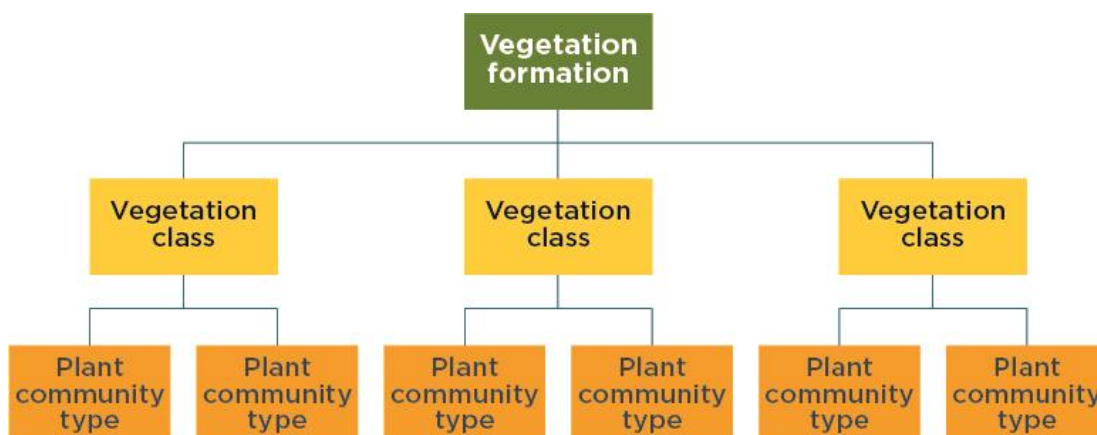 Vegetation
formation
Vegetation
class
Vegetation
class
Vegetation
class
Plant
community
type
Plant
community
type
Plant
community
type
Plant
community
type
Plant
community
type
Plant
community
type